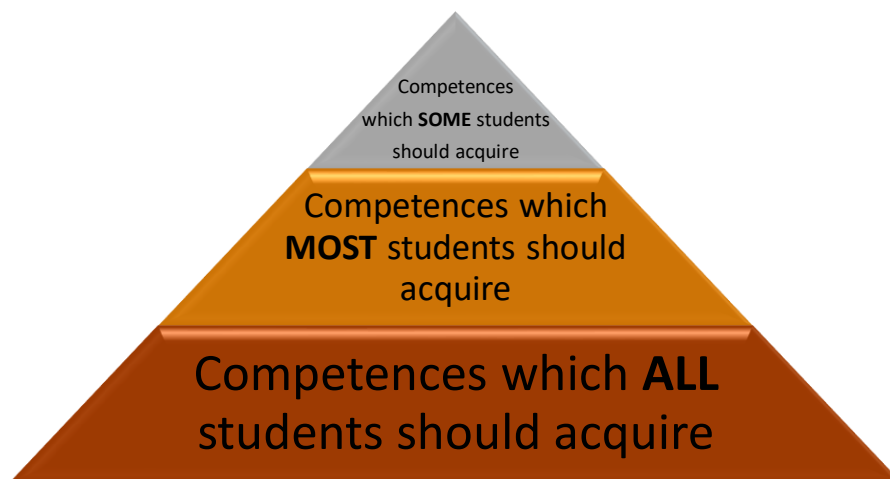 Competences
which SOME students
should acquire
Competences which
MOST students should
acquire
Competences which ALL
students should acquire